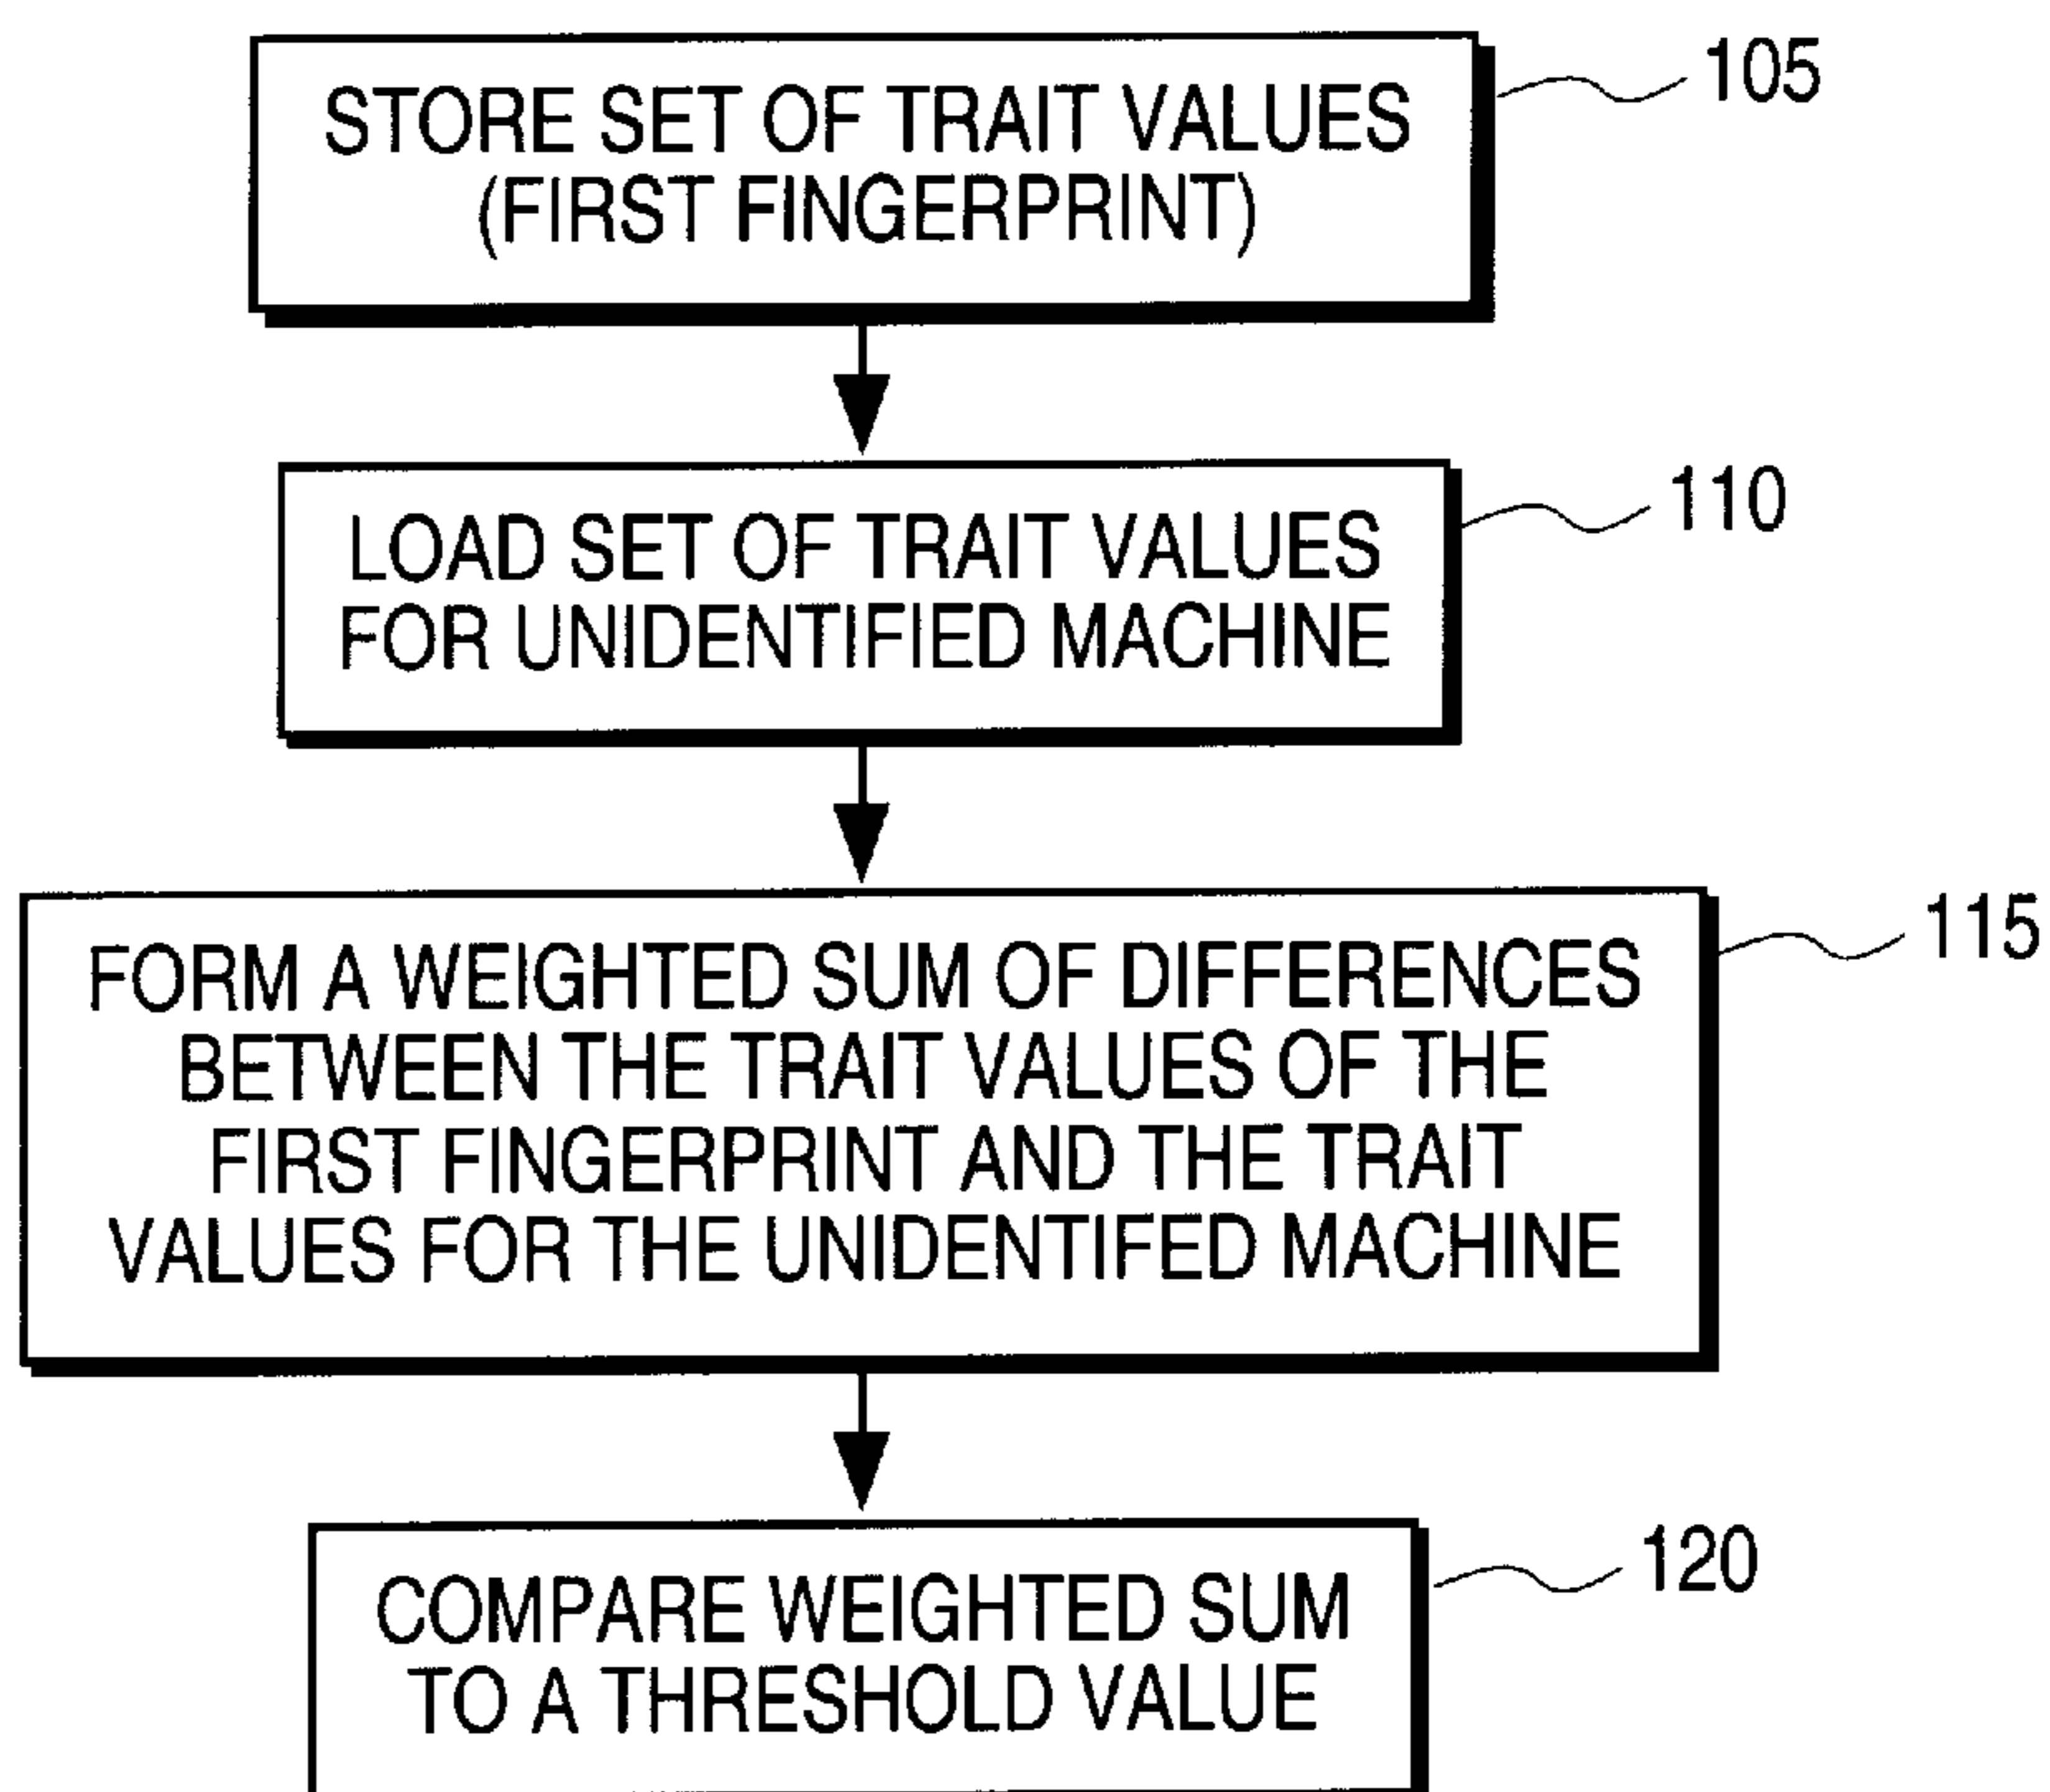 STORE SET OF TRAIT VALUES
(FIRST FINGERPRINT)
105
LOAD SET OF TRAIT VALUES
FOR UNIDENTIFIED MACHINE
110
FORM A WEIGHTED SUM OF DIFFERENCES
BETWEEN THE TRAIT VALUES OF THE
FIRST FINGERPRINT AND THE TRAIT
VALUES FOR THE UNIDENTIFED MACHINE
115
COMPARE WEIGHTED SUM
TO A THRESHOLD VALUE
120